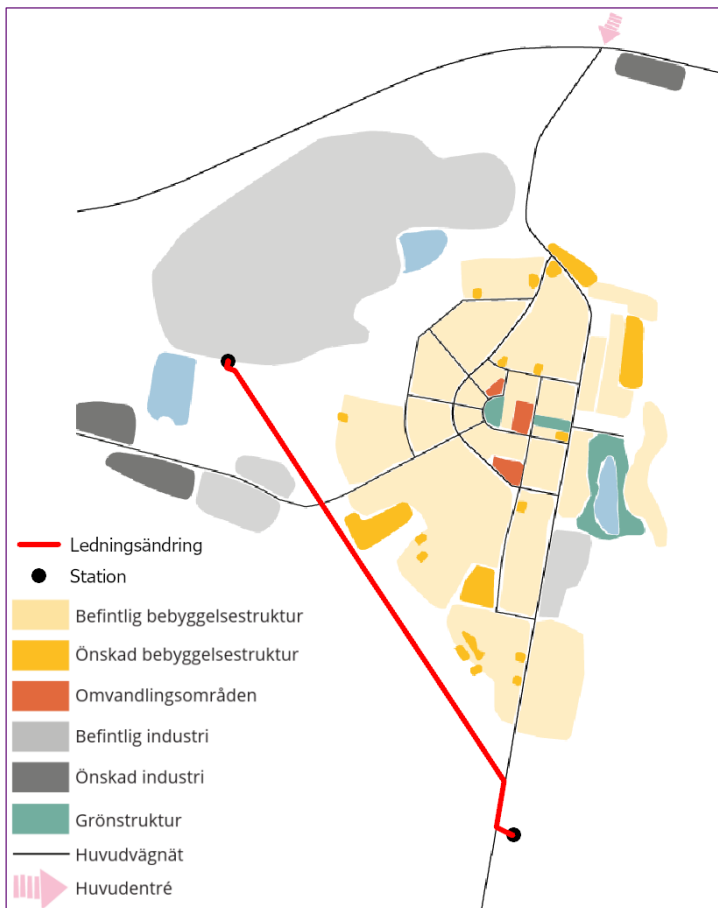 Ledningsändring
Station
Befintlig bebyggelsestruktur
Önskad bebyggelsestruktur
Omvandlingsområden
Befintlig industri
Önskad industri
Grönstruktur
Huvudvägnät
Huvudentré